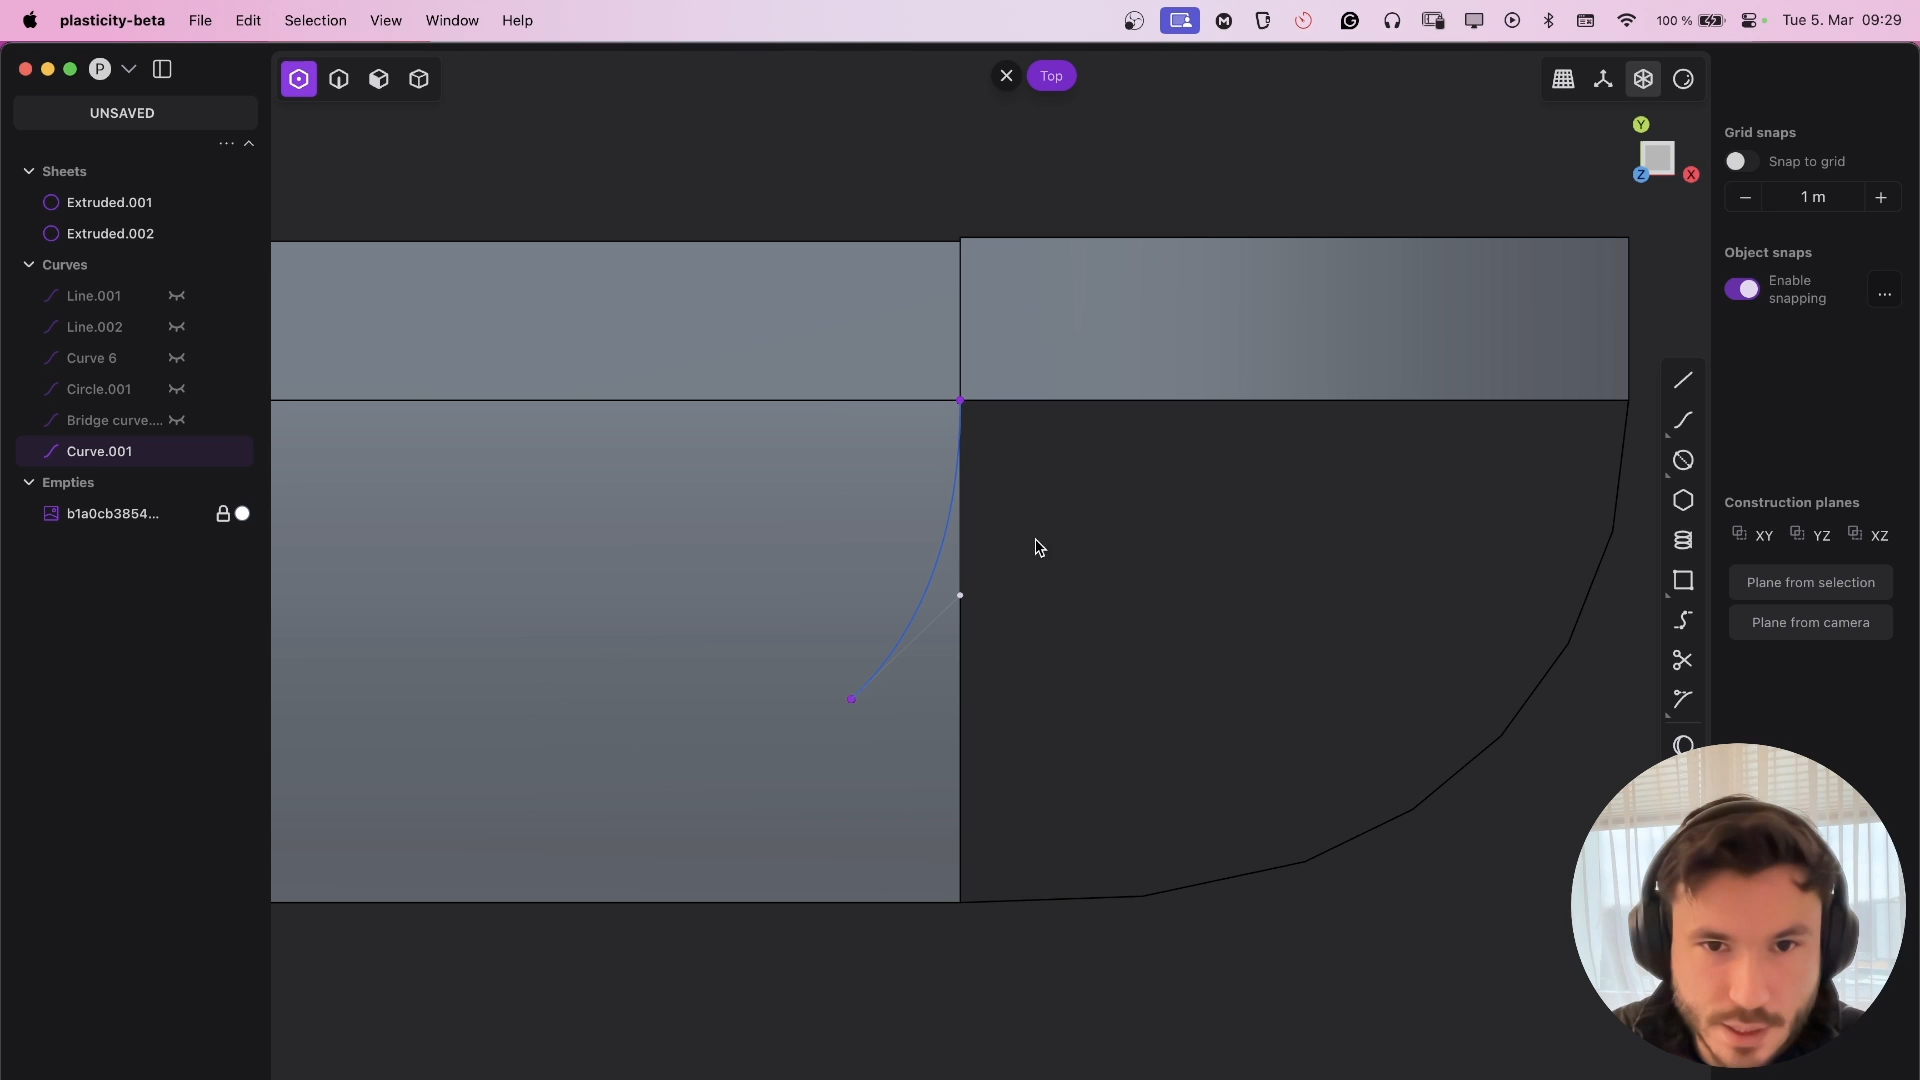 plasticity-beta File Edit Selection View Window Help 100 % Tue 5. Mar 09:29
P
UNSAVED
...
Sheets
Extruded.001
Extruded.002
Curves
Line.001
Line.002
Curve 6
Circle.001
Bridge curve....
Curve.001
Empties
b1a0cb3854...
Top
Y
Z
X
Grid snaps
Snap to grid
1 m
Object snaps
Enable
snapping
...
Construction planes
XY YZ XZ
Plane from selection
Plane from camera